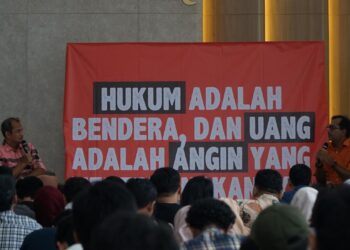 HUKUM ADALAH
BENDERA, DAN UANG
ADALAH ANGIN YANG